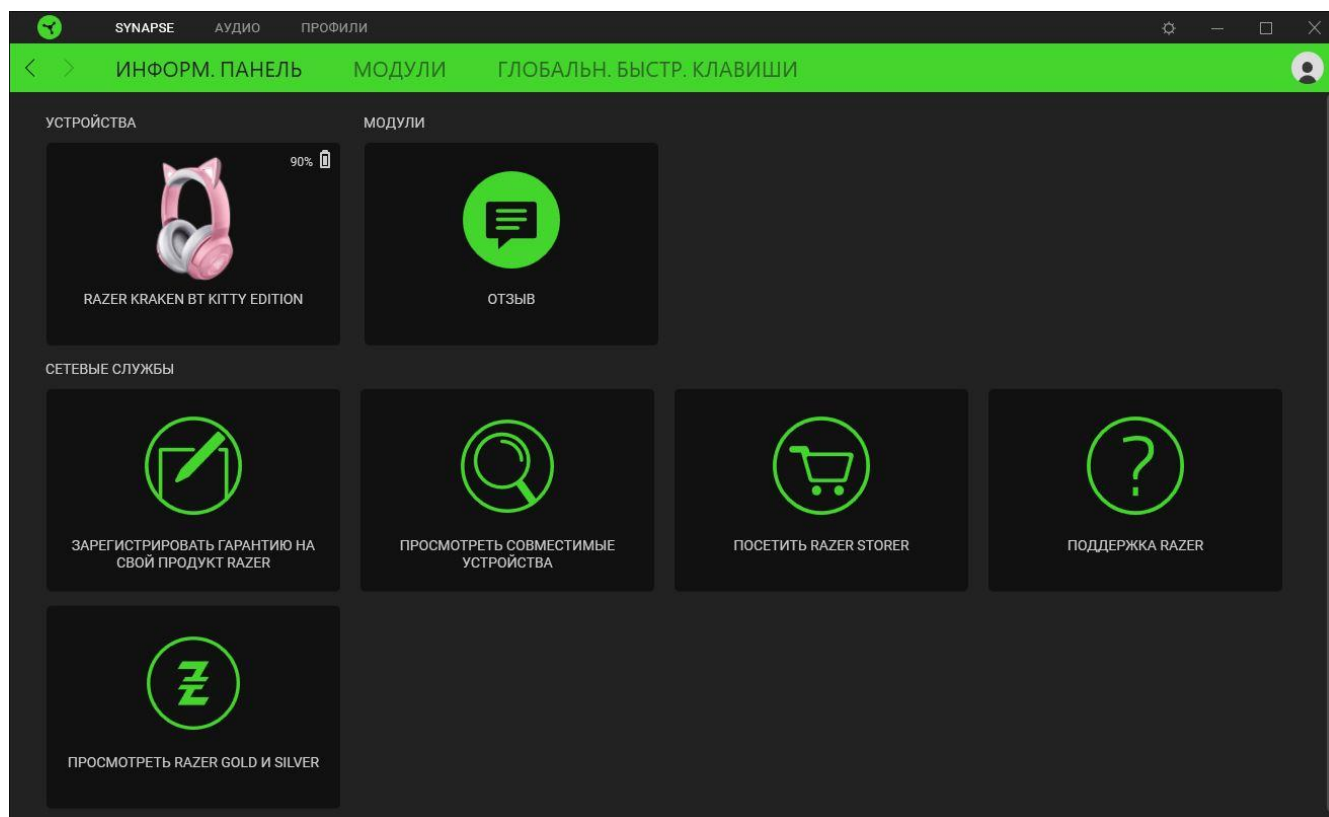 SYNAPSE АУДИО ПРОФИЛИ
ИНФОРМ. ПАНЕЛЬ МОДУЛИ ГЛОБАЛЬН. БЫСТР. КЛАВИШИ
УСТРОЙСТВА МОДУЛИ
90%
RAZER KRAKEN BT KITTY EDITION
ОТЗЫВ
СЕТЕВЫЕ СЛУЖБЫ
ЗАРЕГИСТРИРОВАТЬ ГАРАНТИЮ НА
СВОЙ ПРОДУКТ RAZER
ПРОСМОТРЕТЬ СОВМЕСТИМЫЕ
УСТРОЙСТВА
ПОСЕТИТЬ RAZER STORER
ПОДДЕРЖКА RAZER
ПРОСМОТРЕТЬ RAZER GOLD И SILVER